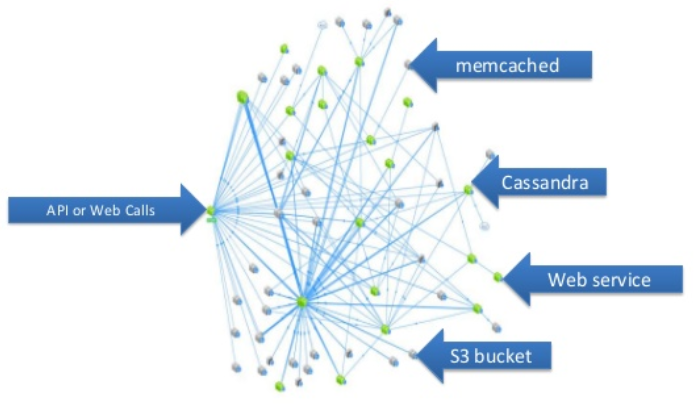 memcached
Cassandra
API or Web Calls
Web service
S3 bucket